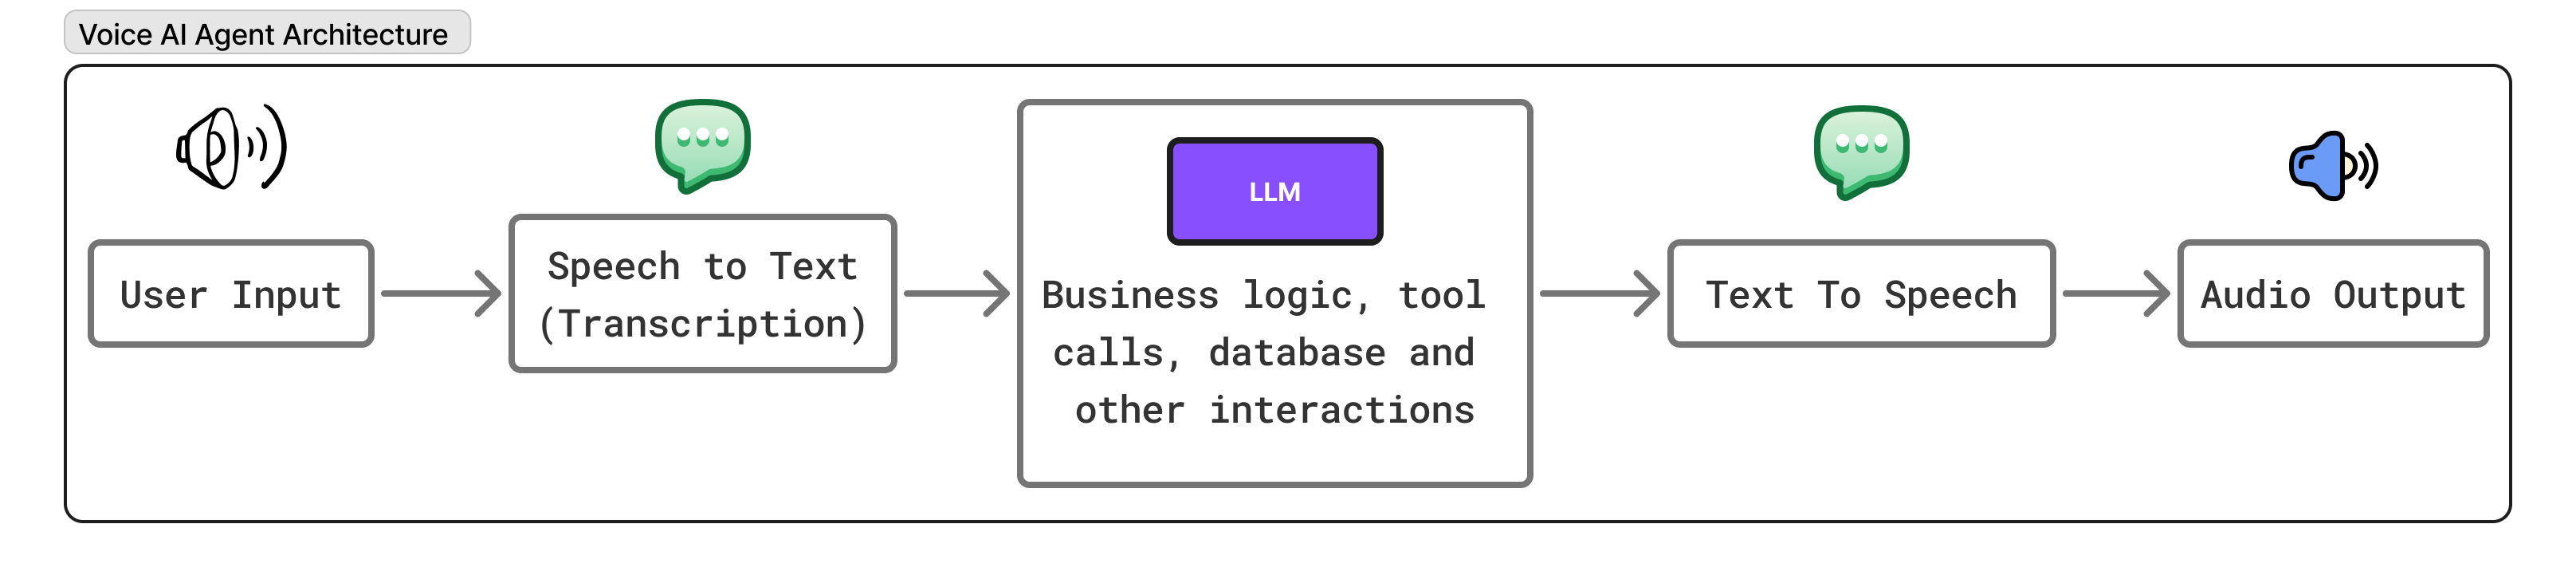 Voice AI Agent Architecture
User Input
Speech to Text
(Transcription)
LLM
Business logic, tool
calls, database and
other interactions
Text To Speech
Audio Output